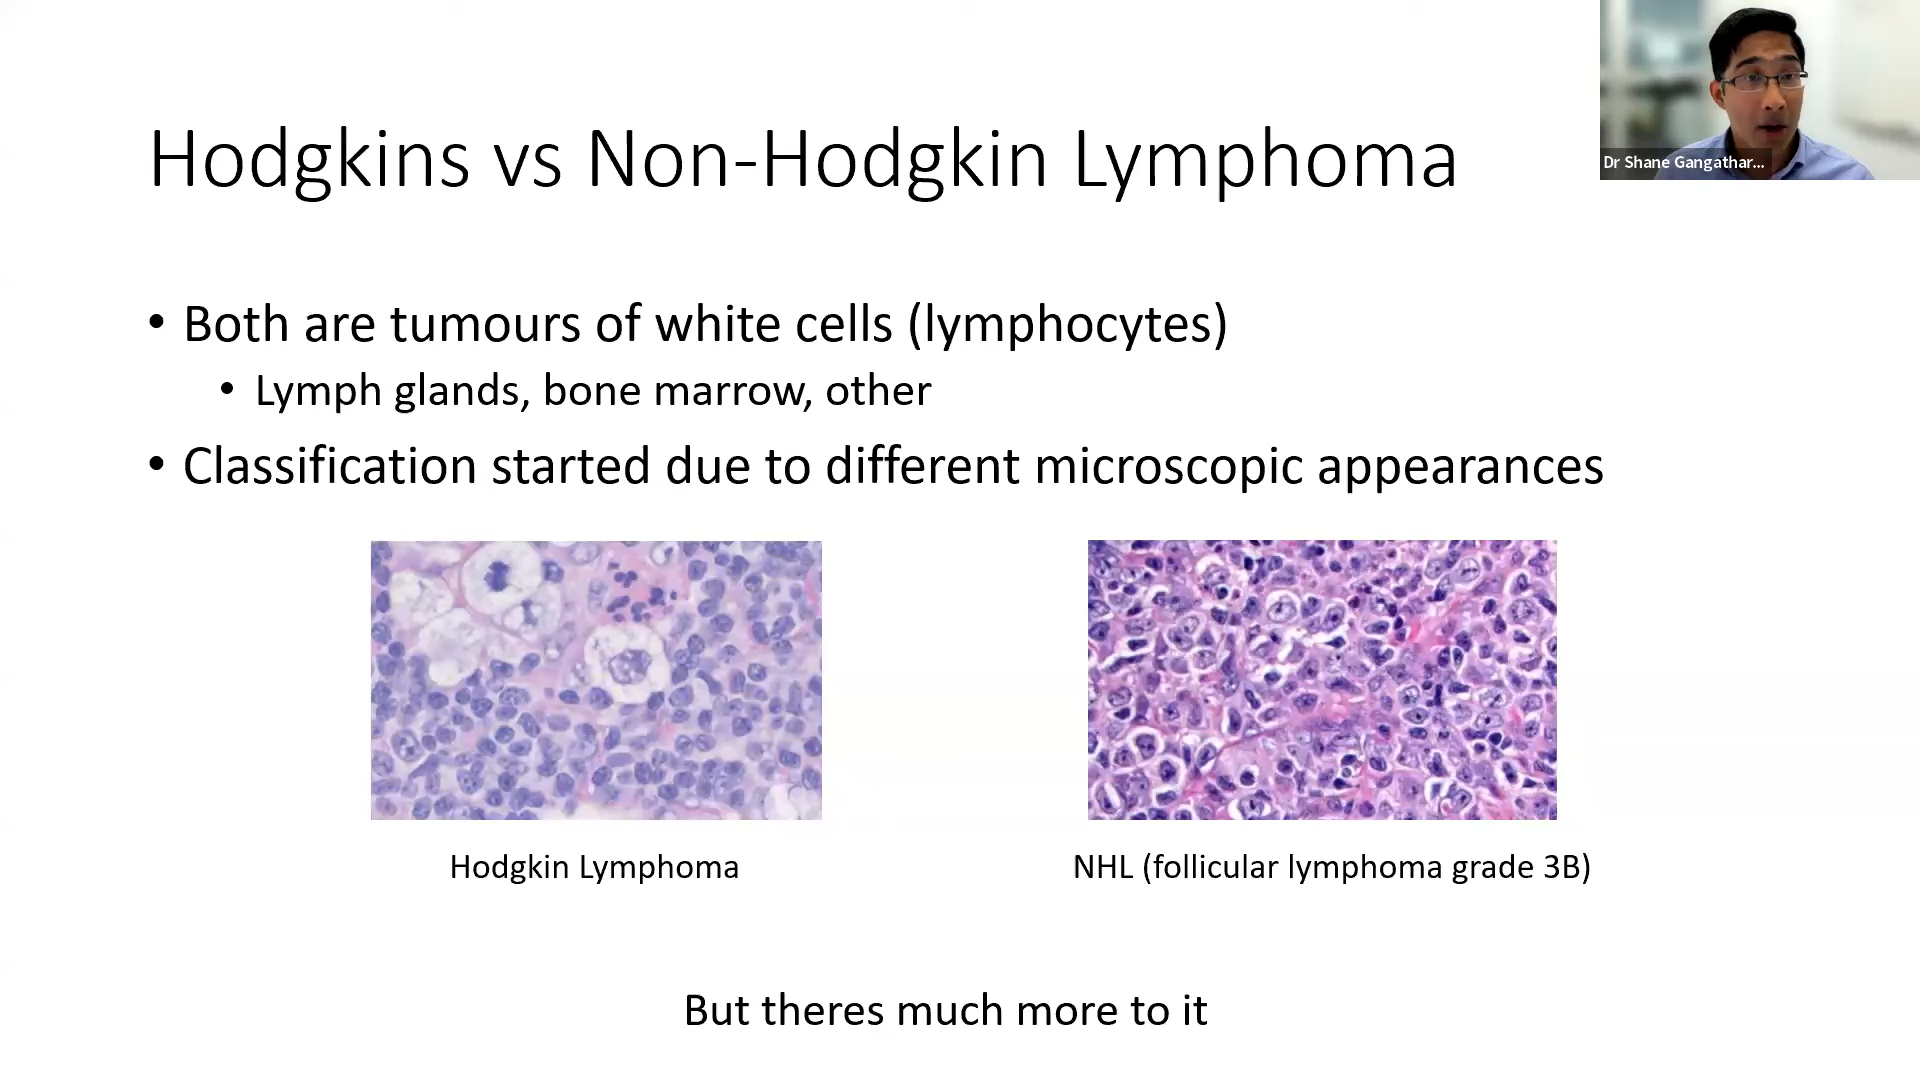 Hodgkins vs Non-Hodgkin Lymphoma
Dr Shane Gangathar...
• Both are tumours of white cells (lymphocytes)
• Lymph glands, bone marrow, other
• Classification started due to different microscopic appearances
Hodgkin Lymphoma
NHL (follicular lymphoma grade 3B)
But theres much more to it